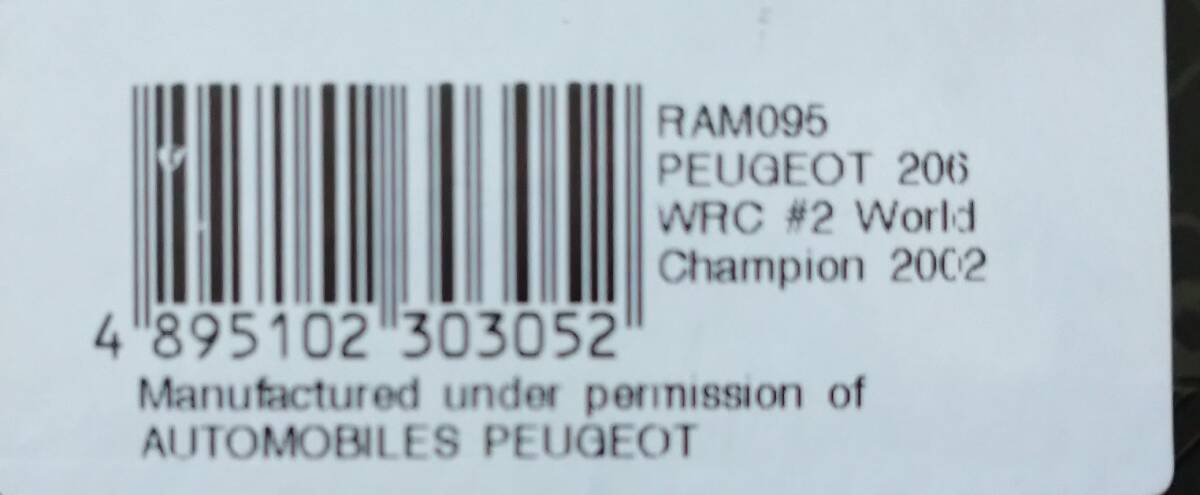 RAM095
PEUGEOT 206
WRC #2 World
Champion 2002
4 895102 303052
Manufactured under permission of
AUTOMOBILES PEUGEOT